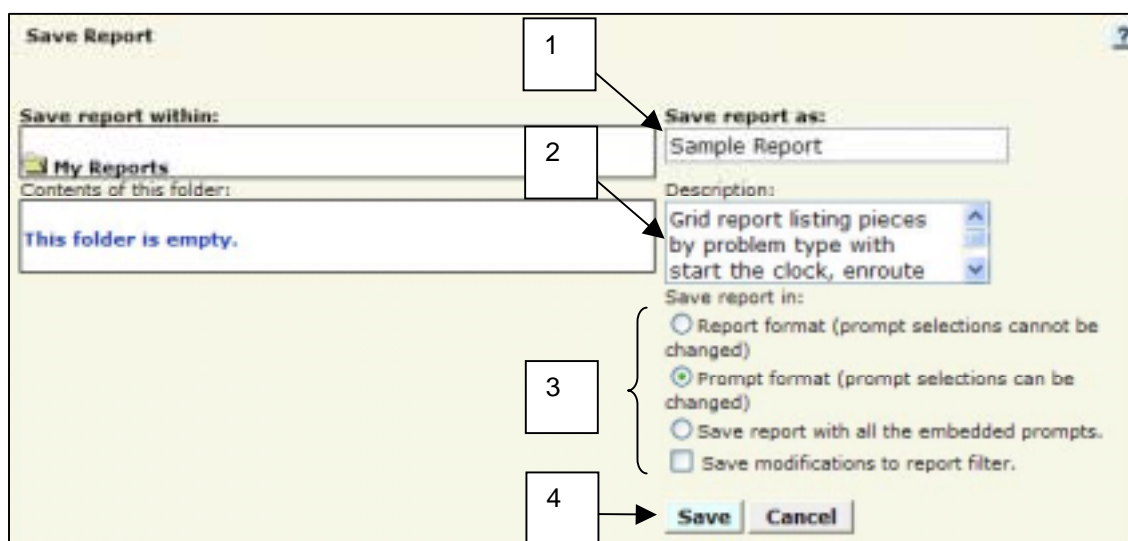 Save Report
?
Save report within:
My Reports
Contents of this folder:
This folder is empty.
1
Save report as:
Sample Report
2
Description:
Grid report listing pieces
by problem type with
start the clock, enroute
3
Save report in:
Report format (prompt selections cannot be
changed)
Prompt format (prompt selections can be
changed)
Save report with all the embedded prompts.
Save modifications to report filter.
4
Save
Cancel